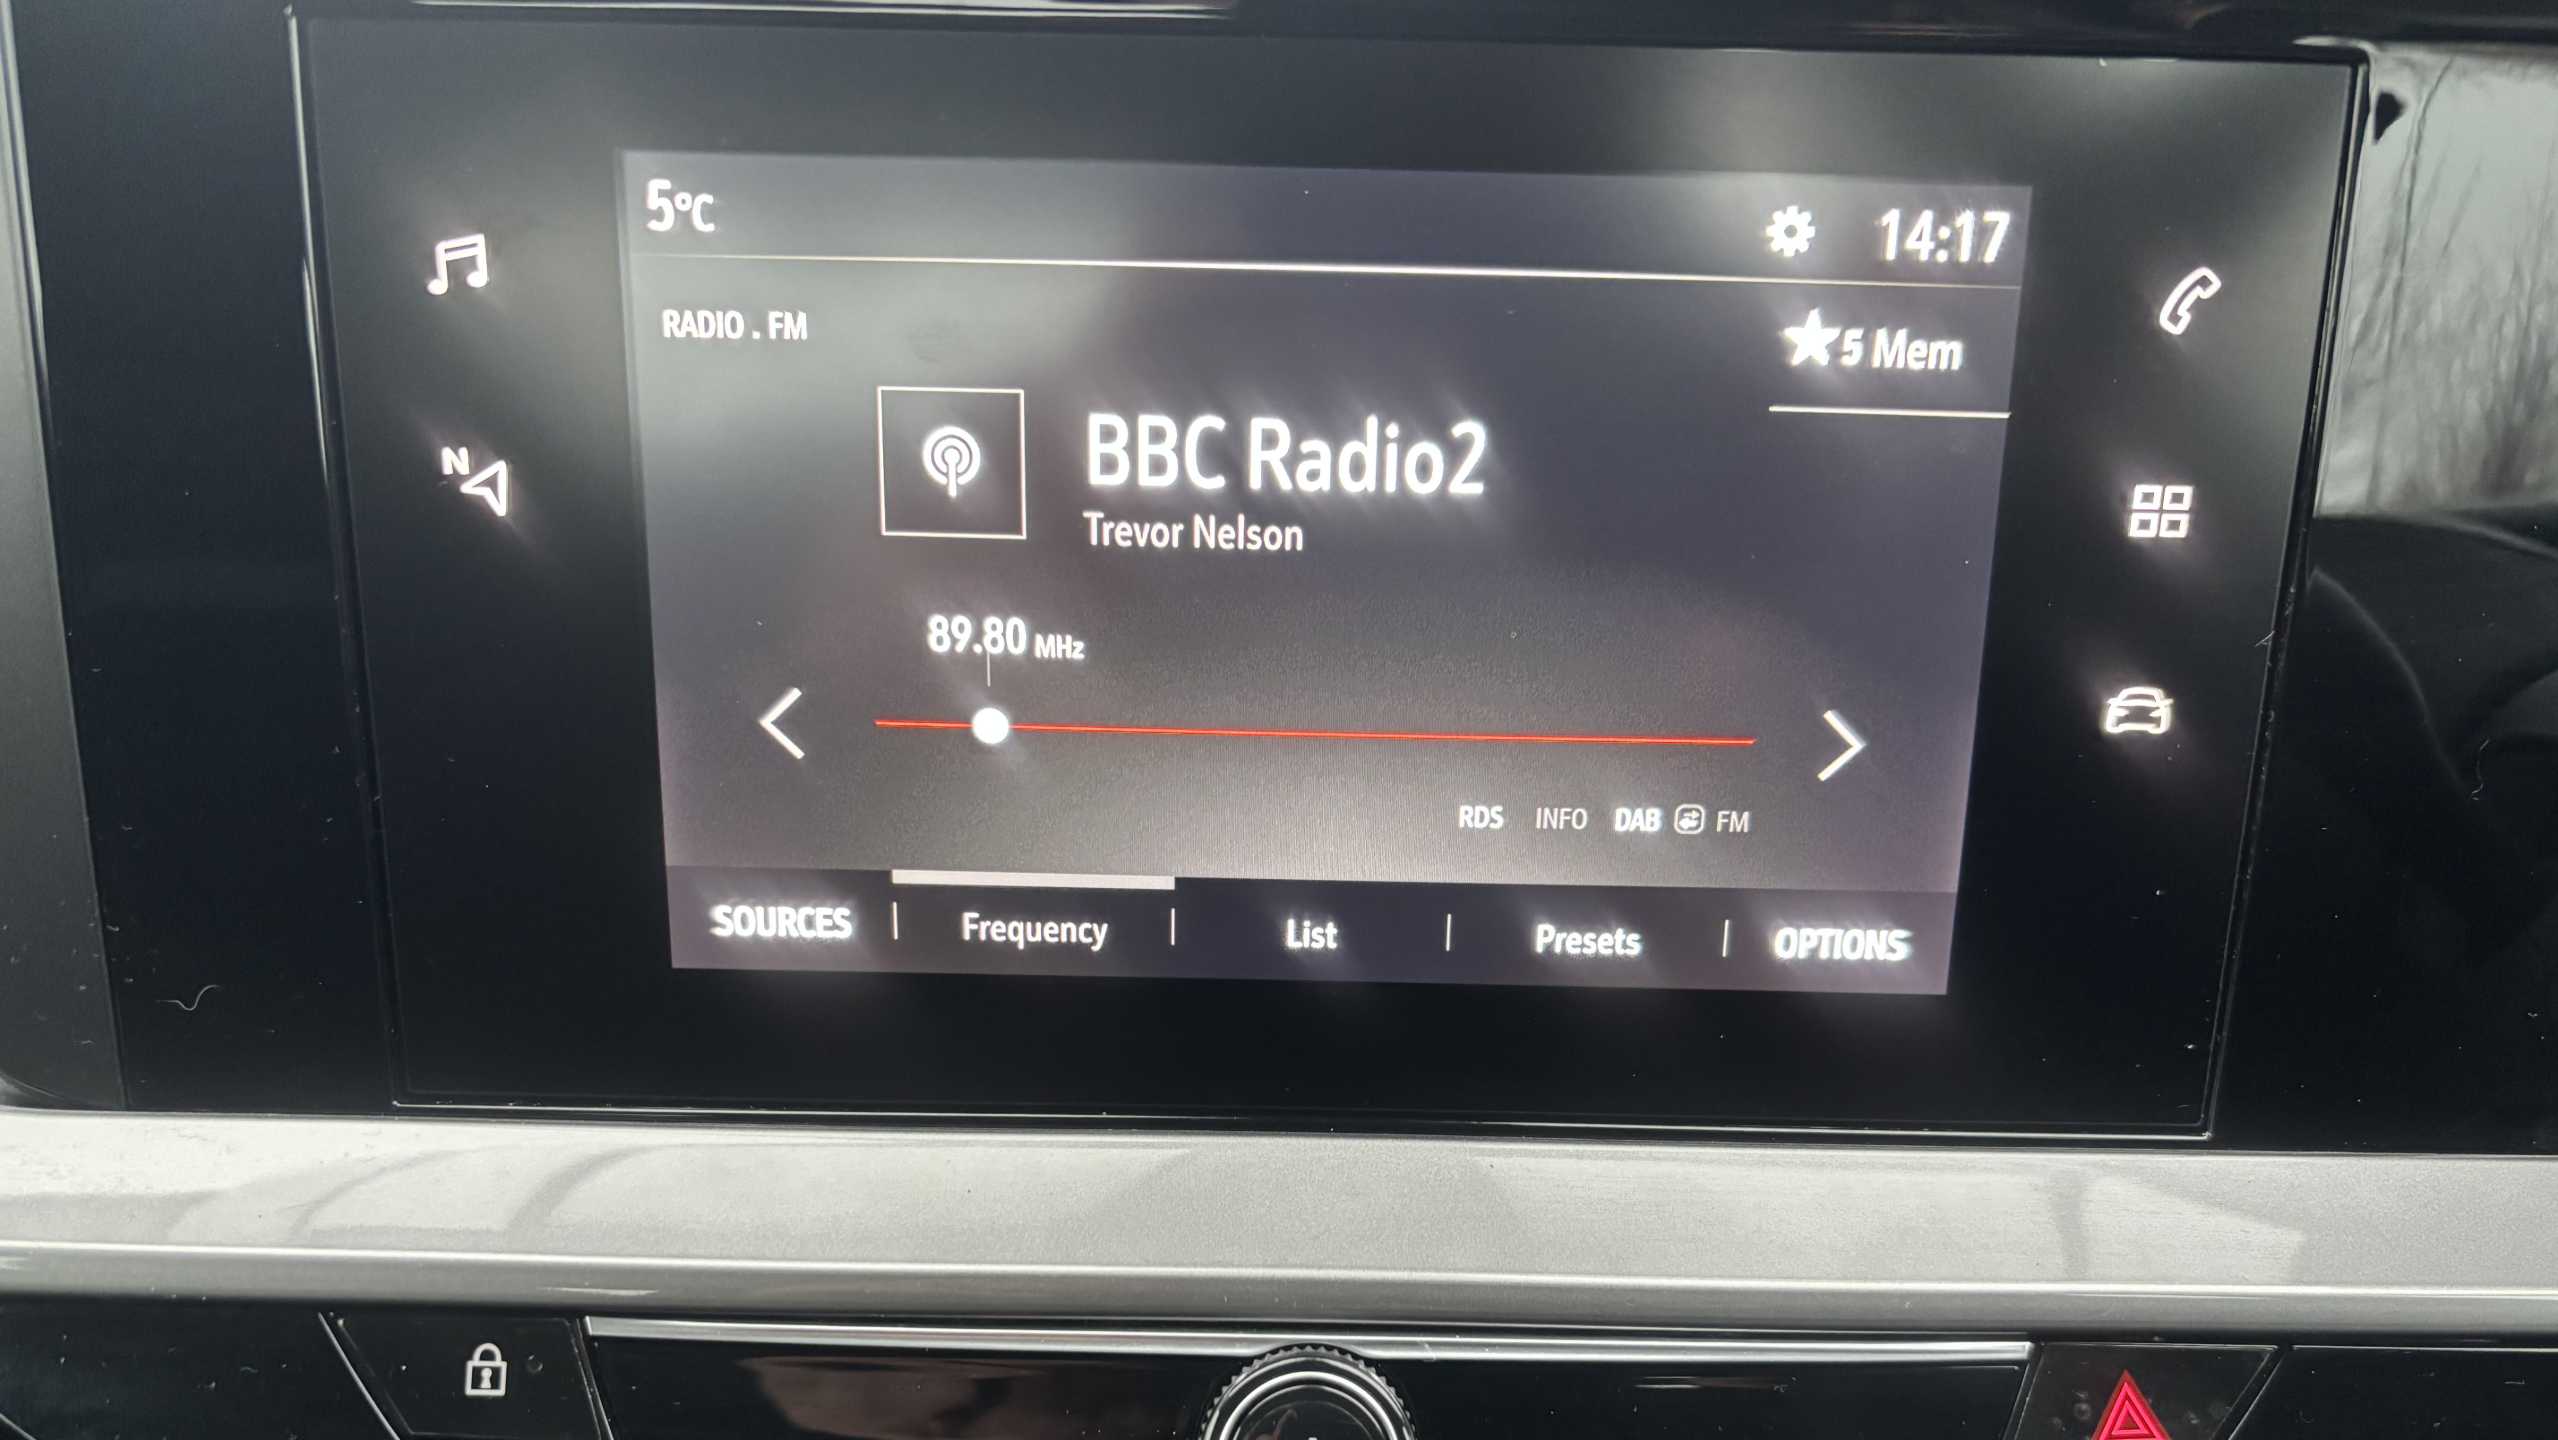 5°C
14:17
RADIO . FM
5 Mem
BBC Radio2
Trevor Nelson
N
89.80 MHz
RDS INFO DAB FM
SOURCES Frequency List Presets OPTIONS